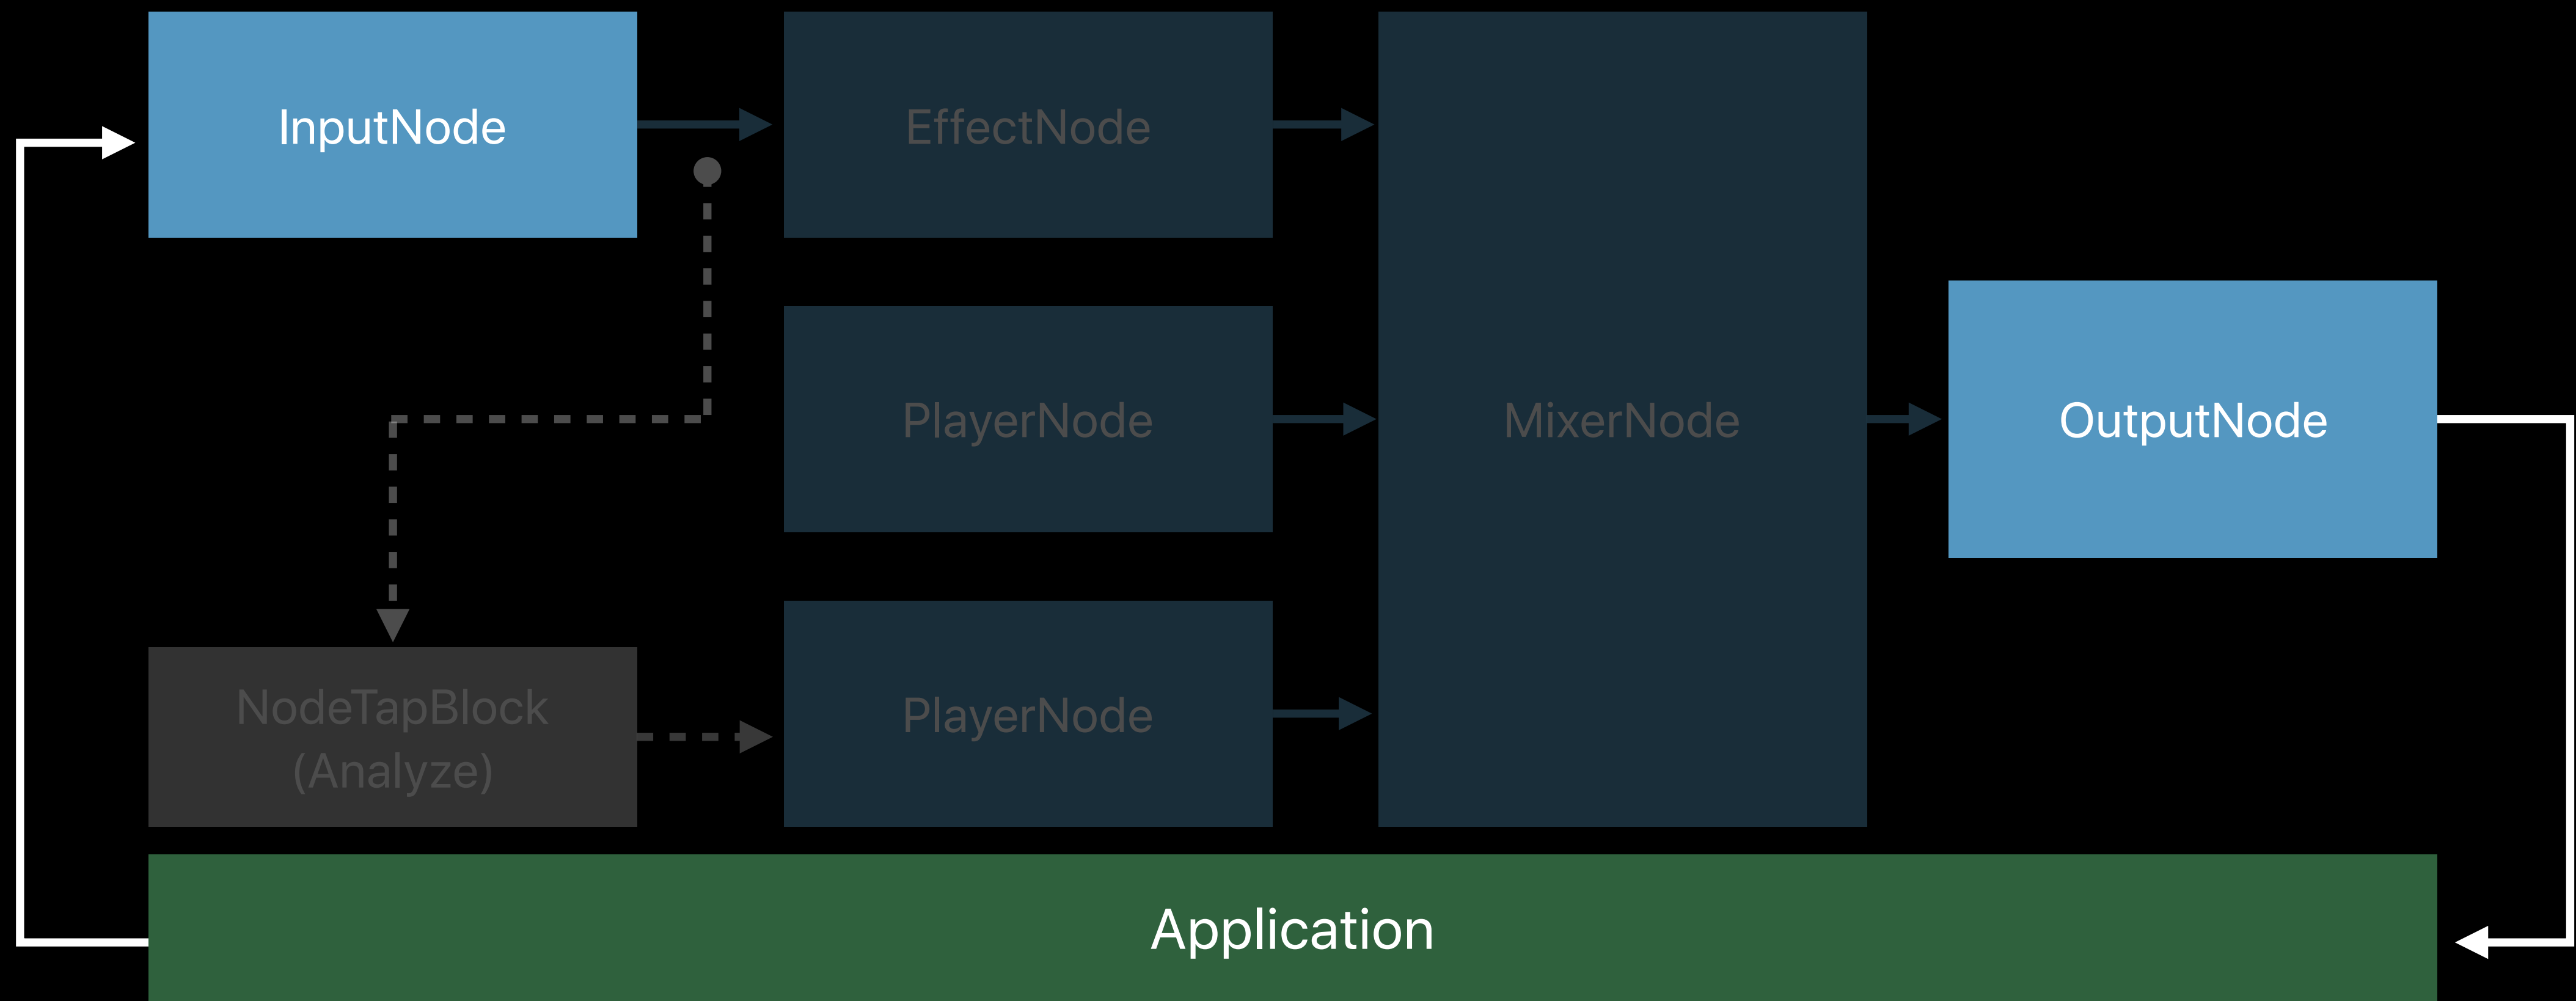 InputNode
EffectNode
PlayerNode
MixerNode
OutputNode
NodeTapBlock
(Analyze)
PlayerNode
Application